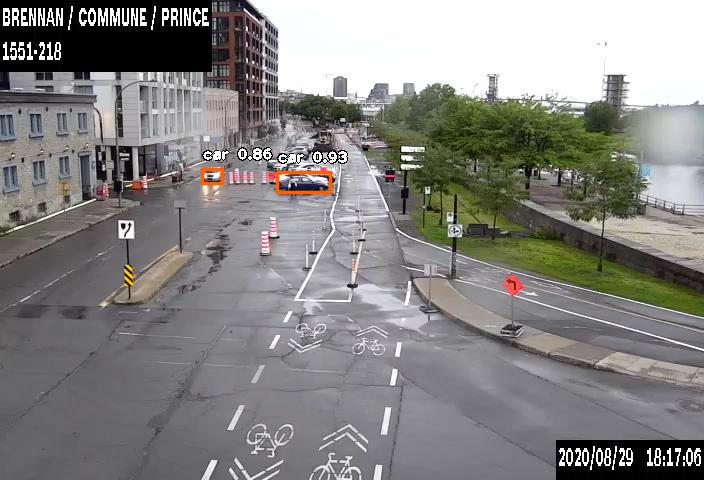 BRENNAN / COMMUNE / PRINCE
1551-218
car 0.86
car 0.93
2020/08/29 18:17:06